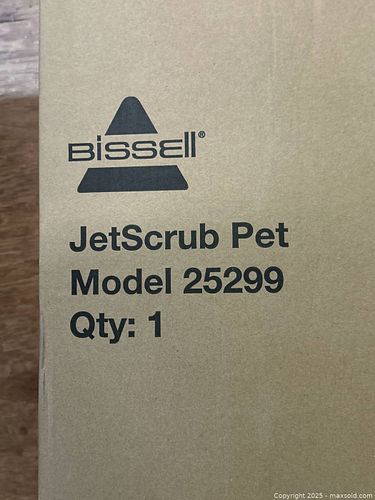 BISSELL®
JetScrub Pet
Model 25299
Qty: 1
Copyright 2025 - maxsold.com